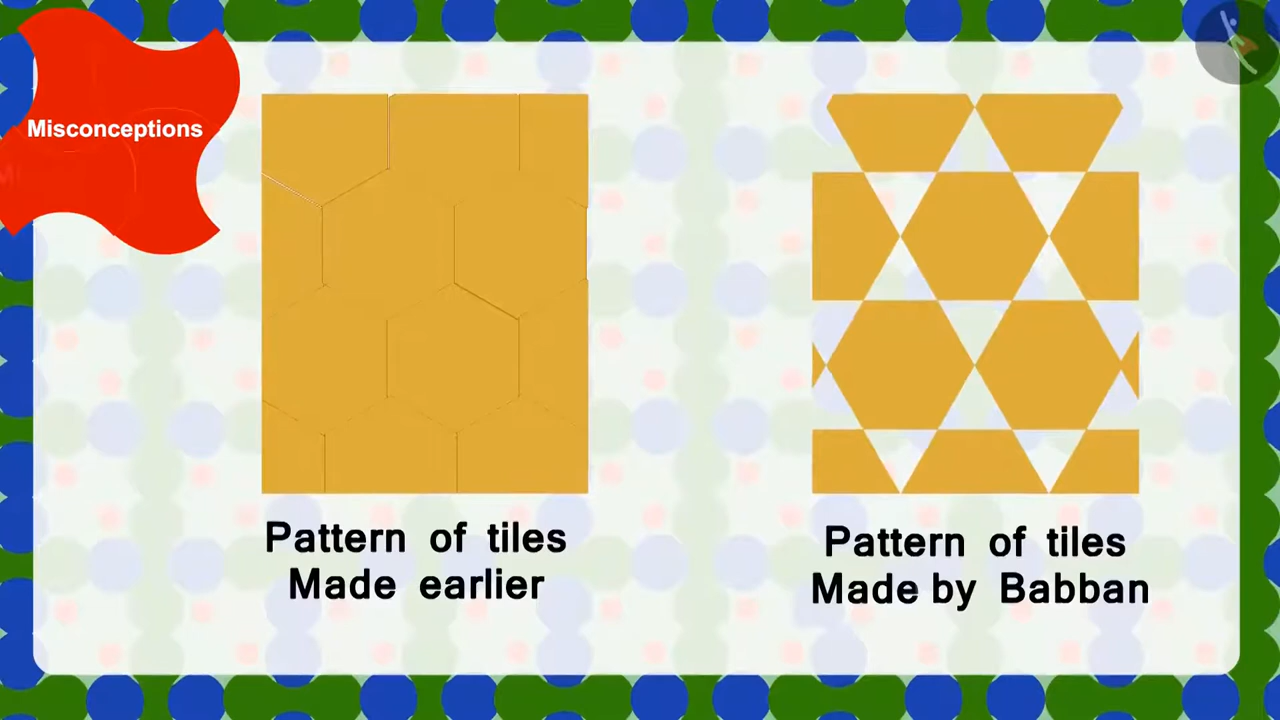 Misconceptions
Pattern of tiles
Made earlier
Pattern of tiles
Made by Babban